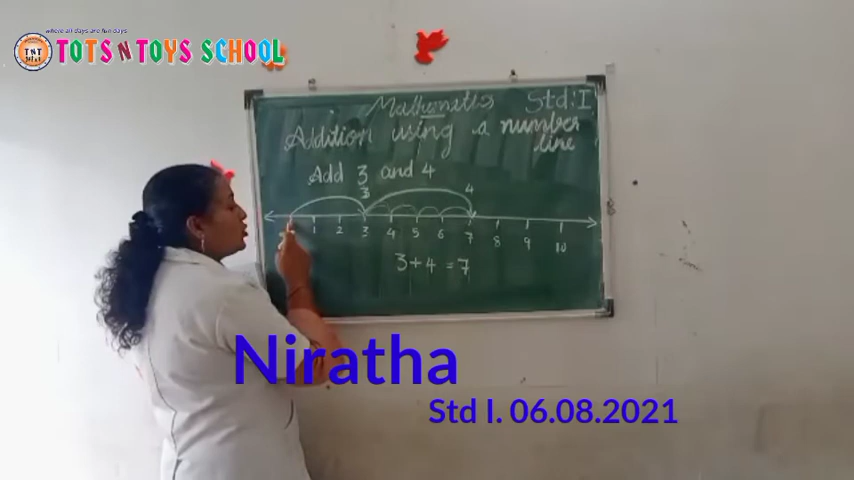 where all days are fun days
TNT
TOTS N TOYS SCHOOL
Mathematics Std: I
Addition using a number
line
Add 3 and 4
3 4
1 2 3 4 5 6 7 8 9 10
3+4 = 7
Niratha
Std I. 06.08.2021